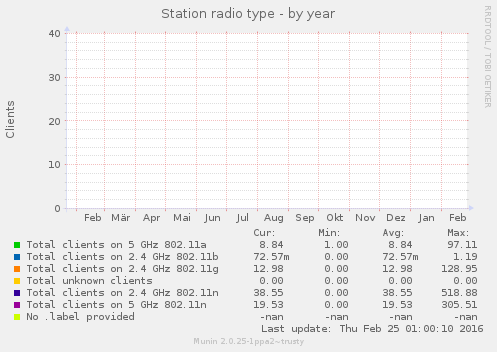 Station radio type - by year
RRDTOOL / TOBI OETIKER
Clients
40
30
20
10
0
Feb Mär Apr Mai Jun Jul Aug Sep Okt Nov Dez Jan Feb
Cur: Min: Avg: Max:
Total clients on 5 GHz 802.11a 8.84 1.00 8.84 97.11
Total clients on 2.4 GHz 802.11b 72.57m 0.00 72.57m 1.19
Total clients on 2.4 GHz 802.11g 12.98 0.00 12.98 128.95
Total unknown clients 0.00 0.00 0.00 0.00
Total clients on 2.4 GHz 802.11n 38.55 0.00 38.55 518.88
Total clients on 5 GHz 802.11n 19.53 0.00 19.53 305.51
No .label provided -nan -nan -nan -nan
Last update: Thu Feb 25 01:00:10 2016
Munin 2.0.25-1ppa2~trusty